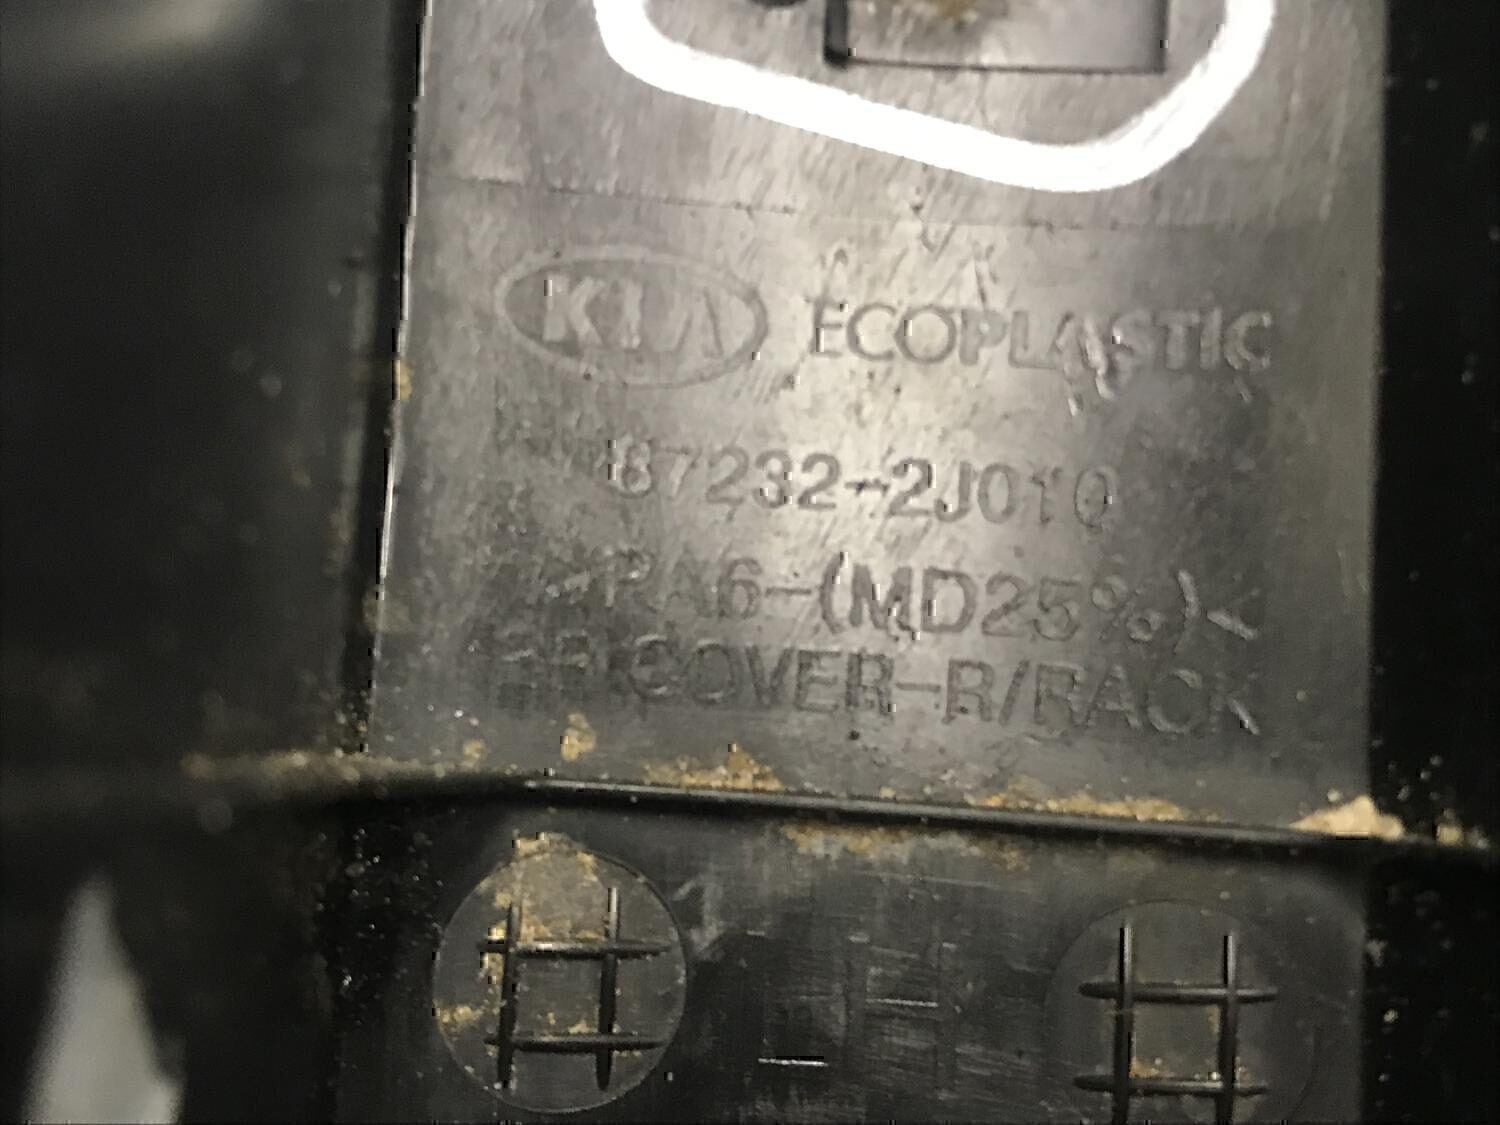 KIA ECOPLASTIC
87232-2J010
>PA6-(MD25%)<
COVER-R/RACK